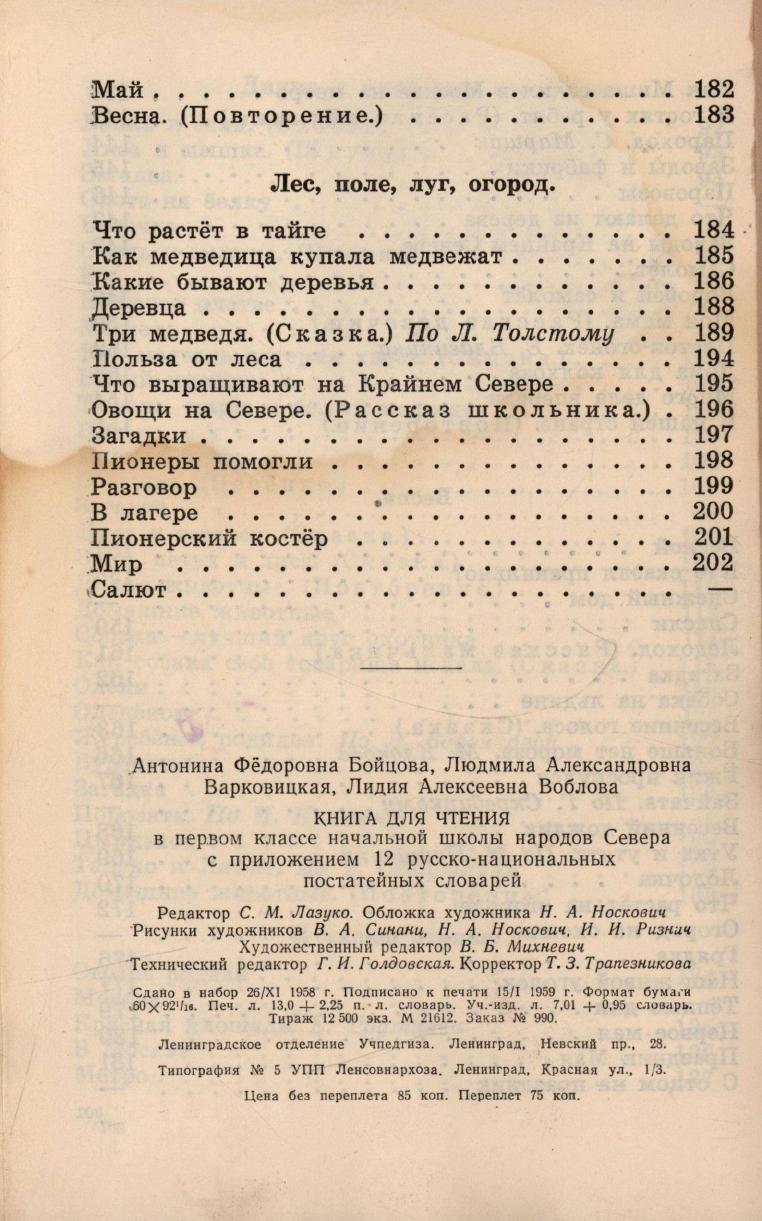 Май . . . . . . . . . . . . . . . . . . . . 182
Весна. (Повторение.) . . . . . . . . . . . 183
Лес, поле, луг, огород.
Что растёт в тайге . . . . . . . . . . . . . 184
Как медведица купала медвежат . . . . . . . 185
Какие бывают деревья . . . . . . . . . . . . 186
Деревца . . . . . . . . . . . . . . . . . . . 188
Три медведя. (Сказка.) По Л. Толстому . . 189
Польза от леса . . . . . . . . . . . . . . . 194
Что выращивают на Крайнем Севере . . . . . 195
Овощи на Севере. (Рассказ школьника.) . 196
Загадки . . . . . . . . . . . . . . . . . . . 197
Пионеры помогли . . . . . . . . . . . . . . 198
Разговор . . . . . . . . . . . . . . . . . . 199
В лагере . . . . . . . . . . . . . . . . . . 200
Пионерский костёр . . . . . . . . . . . . . 201
Мир . . . . . . . . . . . . . . . . . . . . 202
Салют . . . . . . . . . . . . . . . . . . . . —
Антонина Фёдоровна Бойцова, Людмила Александровна
Варковицкая, Лидия Алексеевна Воблова
КНИГА ДЛЯ ЧТЕНИЯ
в первом классе начальной школы народов Севера
с приложением 12 русско-национальных
постатейных словарей
Редактор С. М. Лазуко. Обложка художника Н. А. Носкович
Рисунки художников В. А. Синани, Н. А. Носкович, И. И. Ризнич
Художественный редактор В. Б. Михневич
Технический редактор Г. И. Голдовская. Корректор Т. З. Трапезникова
Сдано в набор 26/XI 1958 г. Подписано к печати 15/I 1959 г. Формат бумаги
60×92¹/₁₆. Печ. л. 13,0 + 2,25 п. л. словарь. Уч.-изд. л. 7,01 + 0,95 словарь.
Тираж 12 500 экз. М 21612. Заказ № 990.
Ленинградское отделение Учпедгиза. Ленинград, Невский пр., 28.
Типография № 5 УПП Ленсовнархоза. Ленинград, Красная ул., 1/3.
Цена без переплета 85 коп. Переплет 75 коп.